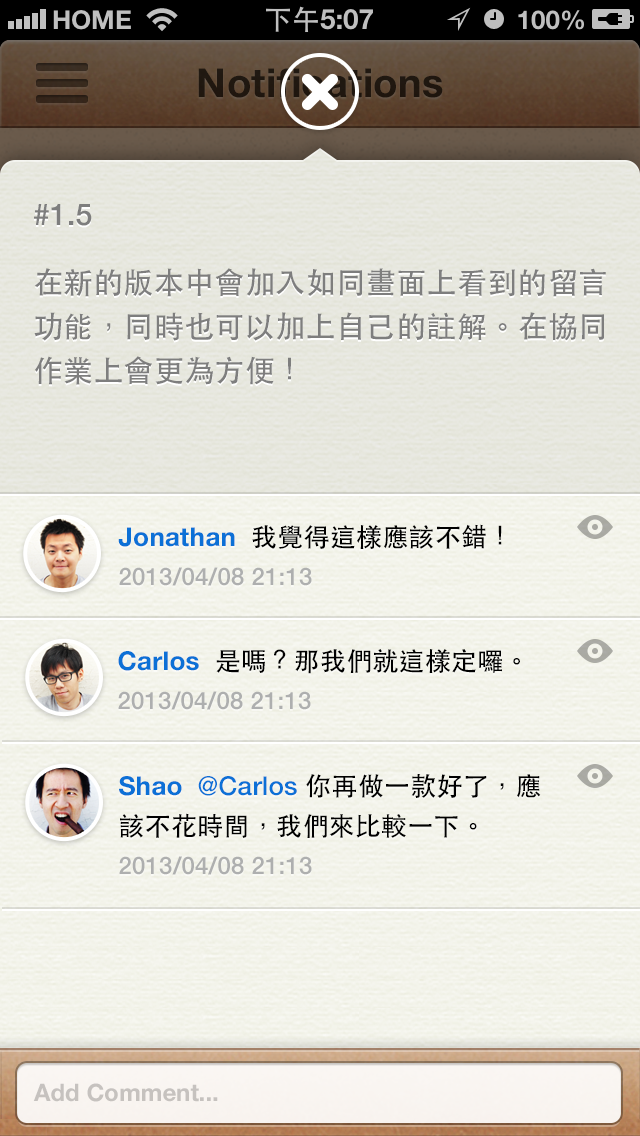 HOME 下午5:07 100%
Notifications
#1.5
在新的版本中會加入如同畫面上看到的留言
功能，同時也可以加上自己的註解。在協同
作業上會更為方便！
Jonathan 我覺得這樣應該不錯！
2013/04/08 21:13
Carlos 是嗎？那我們就這樣定囉。
2013/04/08 21:13
Shao @Carlos 你再做一款好了，應
該不花時間，我們來比較一下。
2013/04/08 21:13
Add Comment...